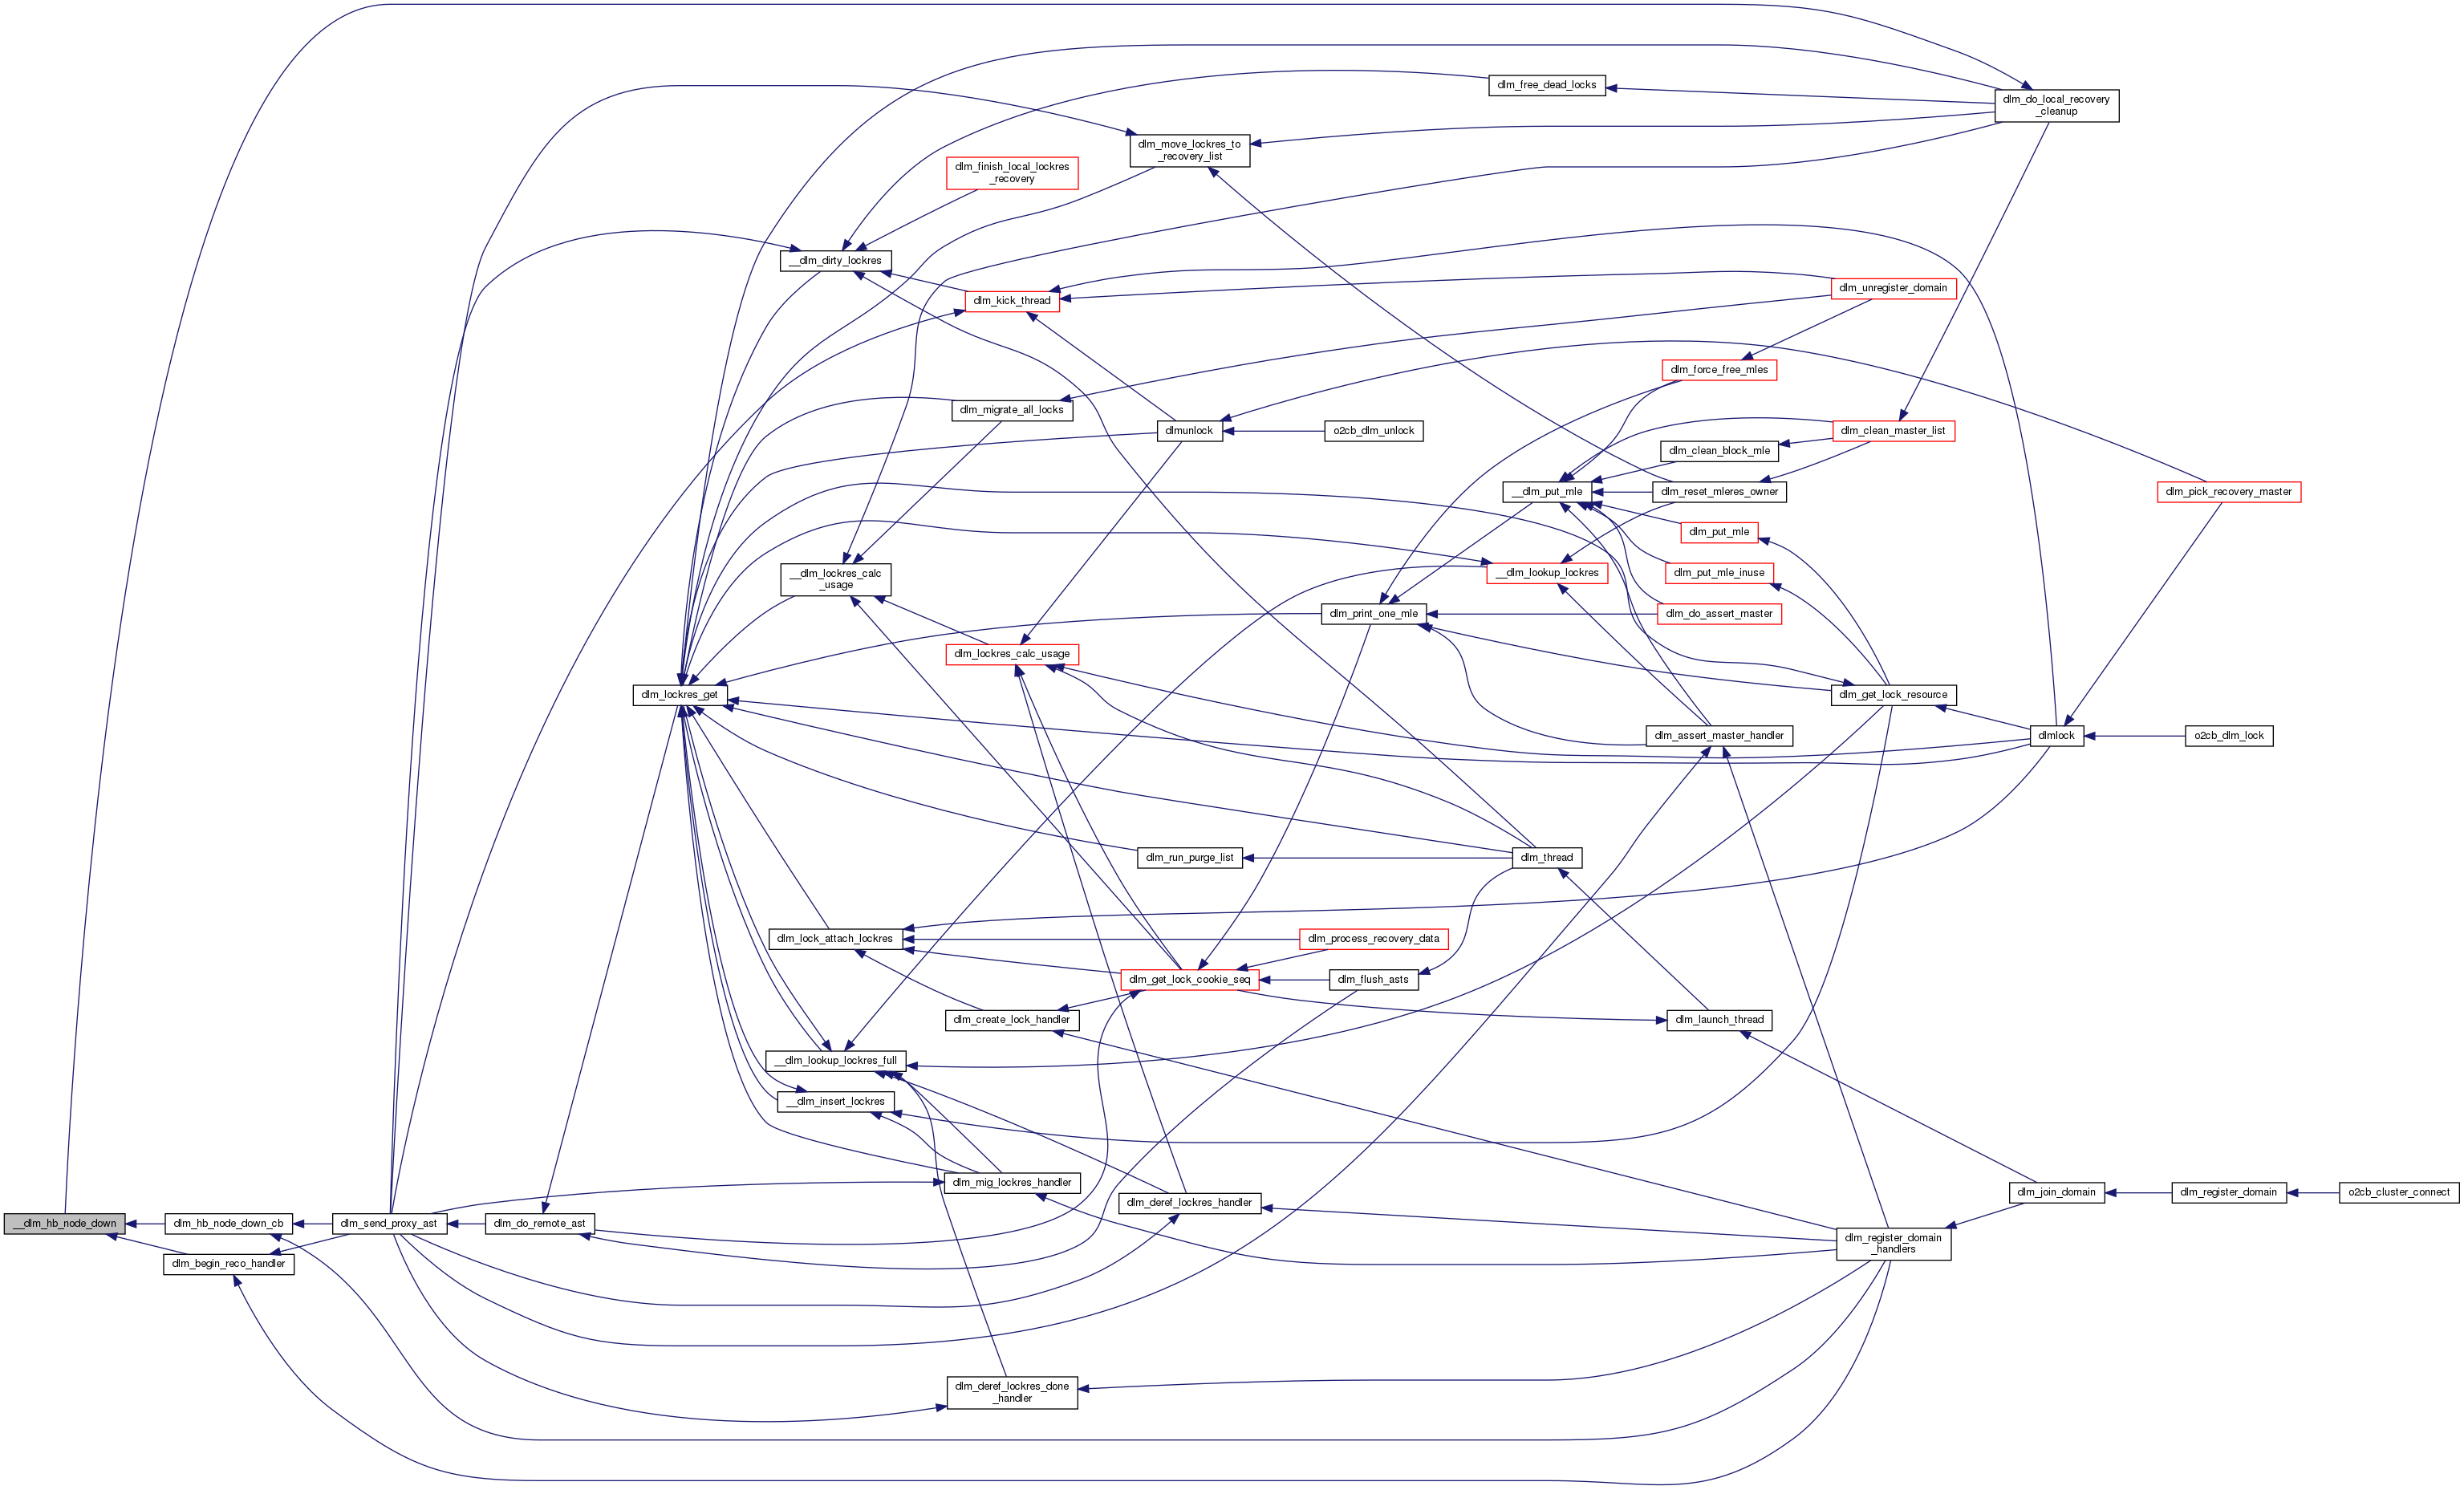 dlm_free_dead_locks
dlm_do_local_recovery
_cleanup
dlm_move_lockres_to
_recovery_list
dlm_finish_local_lockres
_recovery
__dlm_dirty_lockres
dlm_kick_thread
dlm_unregister_domain
dlm_force_free_mles
dlm_migrate_all_locks
dlmunlock
o2cb_dlm_unlock
dlm_clean_master_list
dlm_clean_block_mle
__dlm_put_mle
dlm_reset_mleres_owner
dlm_pick_recovery_master
dlm_put_mle
__dlm_lockres_calc
_usage
__dlm_lookup_lockres
dlm_put_mle_inuse
dlm_print_one_mle
dlm_do_assert_master
dlm_lockres_calc_usage
dlm_lockres_get
dlm_get_lock_resource
dlm_assert_master_handler
dlmlock
o2cb_dlm_lock
dlm_run_purge_list
dlm_thread
dlm_lock_attach_lockres
dlm_process_recovery_data
dlm_get_lock_cookie_seq
dlm_flush_asts
dlm_create_lock_handler
dlm_launch_thread
__dlm_lookup_lockres_full
__dlm_insert_lockres
dlm_mig_lockres_handler
dlm_deref_lockres_handler
dlm_join_domain
dlm_register_domain
o2cb_cluster_connect
__dlm_hb_node_down
dlm_hb_node_down_cb
dlm_send_proxy_ast
dlm_do_remote_ast
dlm_register_domain
_handlers
dlm_begin_reco_handler
dlm_deref_lockres_done
_handler